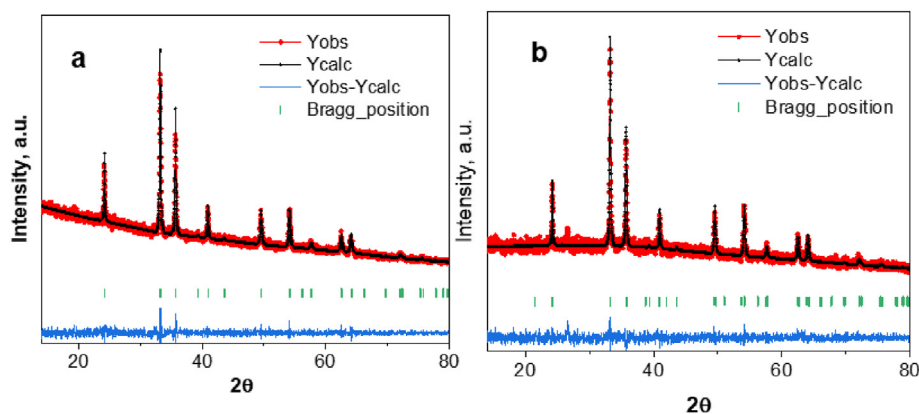 a
Yobs
Ycalc
Yobs-Ycalc
Bragg_position
Intensity, a.u.
20 40 60 80
2θ
b
Yobs
Ycalc
Yobs-Ycalc
Bragg_position
Intensity, a.u.
20 40 60 80
2θ